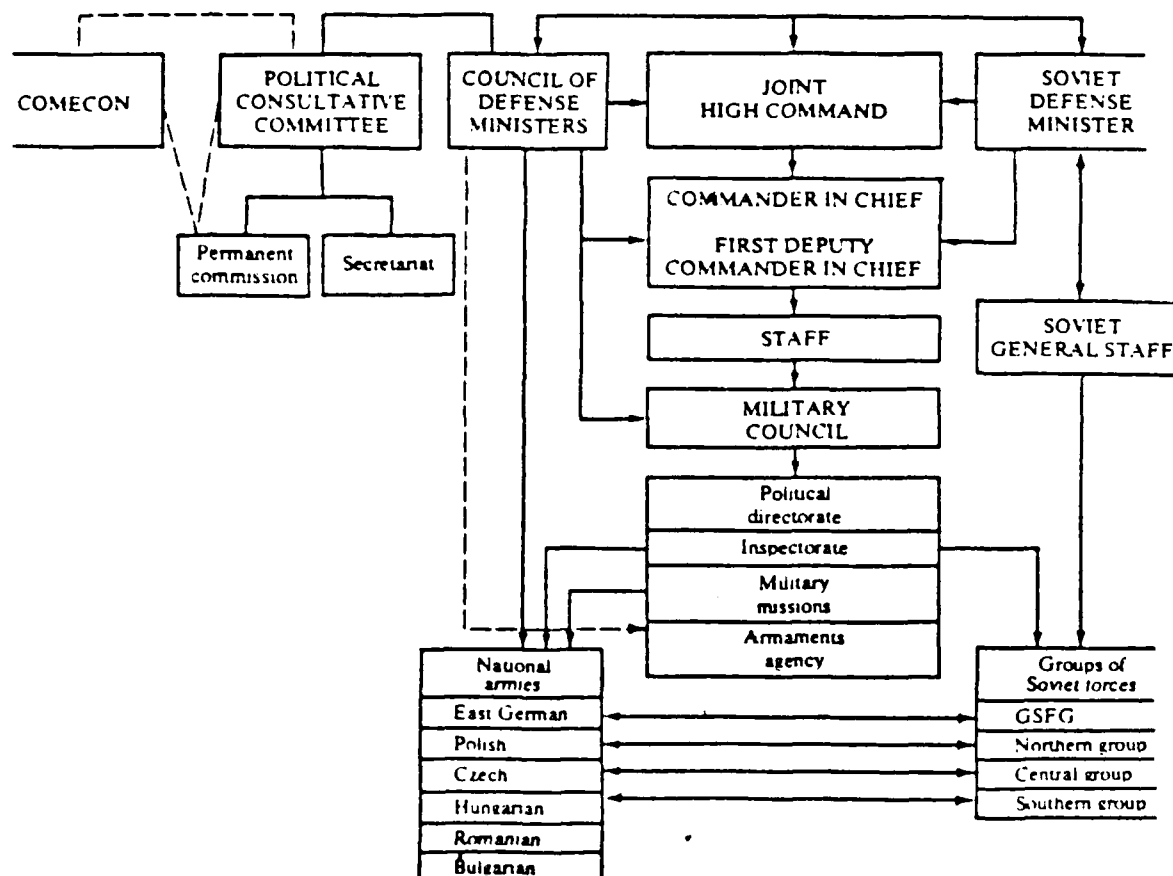 COMECON
POLITICAL
CONSULTATIVE
COMMITTEE
COUNCIL OF
DEFENSE
MINISTERS
JOINT
HIGH COMMAND
SOVIET
DEFENSE
MINISTER
Permanent
commission
Secretariat
COMMANDER IN CHIEF
FIRST DEPUTY
COMMANDER IN CHIEF
STAFF
SOVIET
GENERAL STAFF
MILITARY
COUNCIL
Political
directorate
Inspectorate
Military
missions
Armaments
agency
National
armies
East German
Polish
Czech
Hungarian
Romanian
Bulgarian
Groups of
Soviet forces
GSFG
Northern group
Central group
Southern group